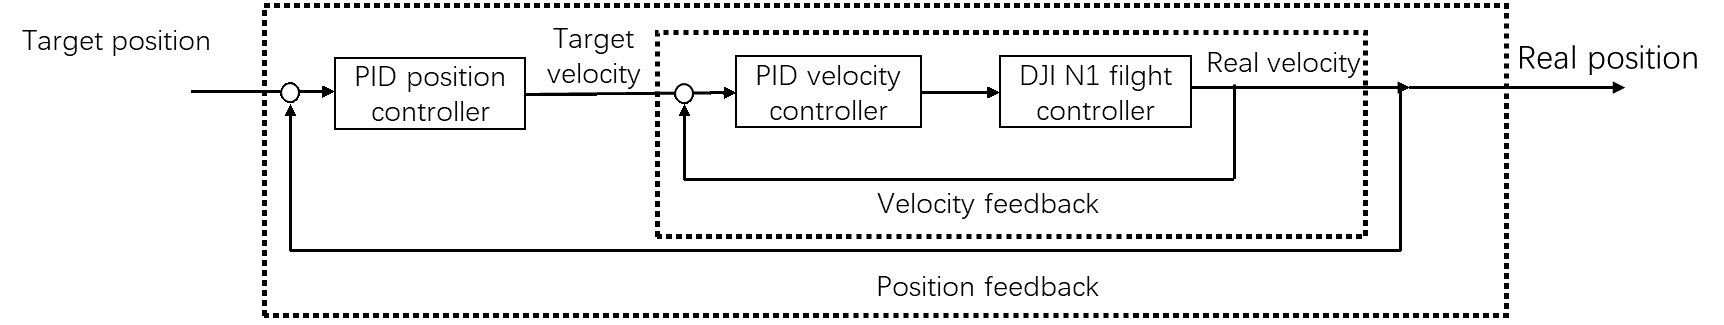 Target position
PID position
controller
Target
velocity
PID velocity
controller
DJI N1 filght
controller
Real velocity
Real position
Velocity feedback
Position feedback